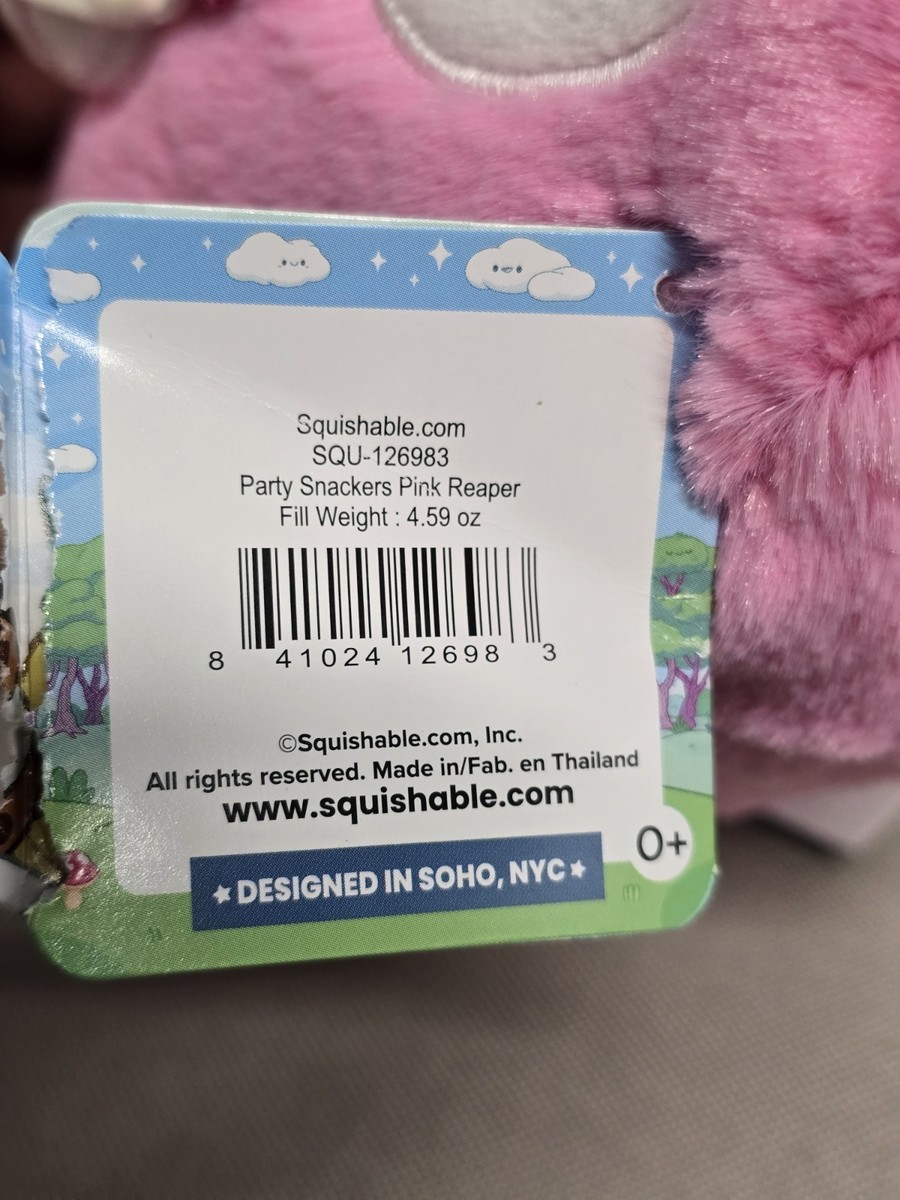 Squishable.com
SQU-126983
Party Snackers Pink Reaper
Fill Weight : 4.59 oz
8 41024 12698 3
©Squishable.com, Inc.
All rights reserved. Made in/Fab. en Thailand
www.squishable.com
0+
★DESIGNED IN SOHO, NYC★